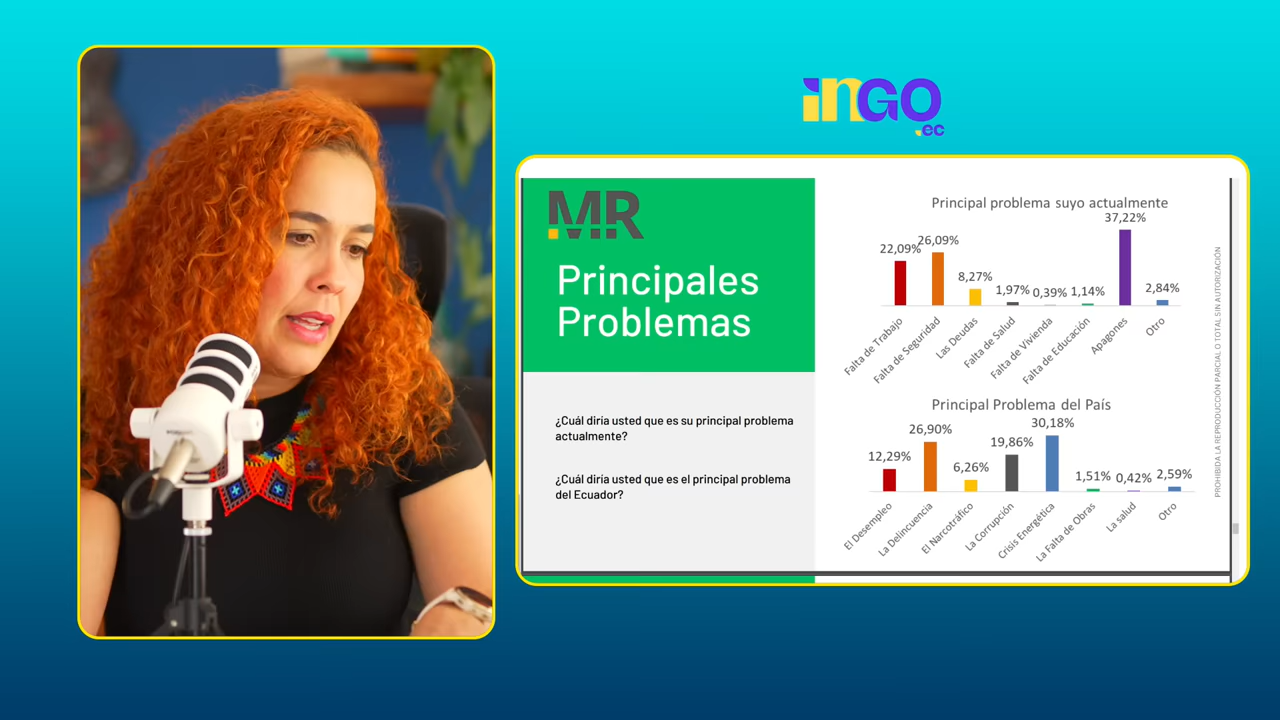 inGO
.ec
MR
Principales
Problemas
¿Cuál diría usted que es su principal problema
actualmente?
¿Cuál diría usted que es el principal problema
del Ecuador?
Principal problema suyo actualmente
22,09%
26,09%
8,27%
1,97%
0,39%
1,14%
37,22%
2,84%
Falta de Trabajo
Falta de Seguridad
Las Deudas
Falta de Salud
Falta de Vivienda
Falta de Educación
Apagones
Otro
Principal Problema del País
12,29%
26,90%
6,26%
19,86%
30,18%
1,51%
0,42%
2,59%
El Desempleo
La Delincuencia
El Narcotráfico
La Corrupción
Crisis Energética
La Falta de Obras
La salud
Otro
PROHIBIDA LA REPRODUCCIÓN PARCIAL O TOTAL SIN AUTORIZACIÓN